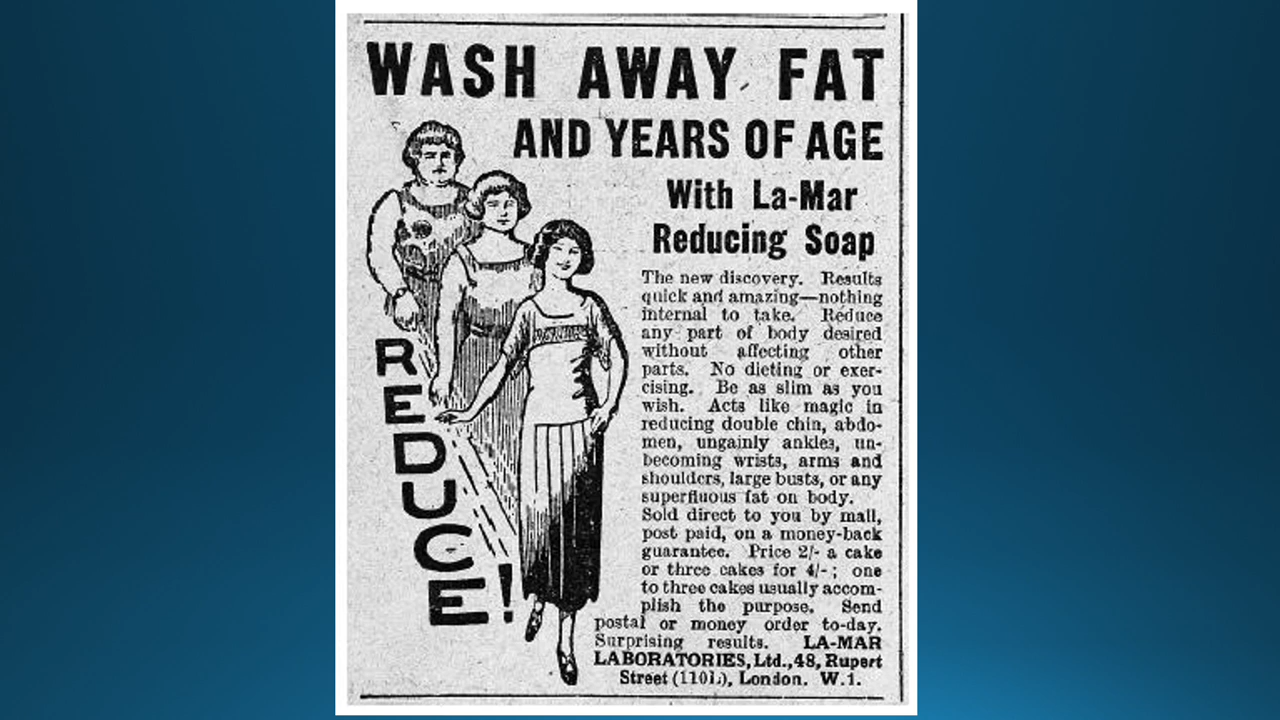 WASH AWAY FAT
AND YEARS OF AGE
With La-Mar
Reducing Soap
REDUCE!
The new discovery. Results
quick and amazing—nothing
internal to take. Reduce
any part of body desired
without affecting other
parts. No dieting or exer-
cising. Be as slim as you
wish. Acts like magic in
reducing double chin, abdo-
men, ungainly ankles, un-
becoming wrists, arms and
shoulders, large busts, or any
superfluous fat on body.
Sold direct to you by mail,
post paid, on a money-back
guarantee. Price 2/- a cake
or three cakes for 4/-; one
to three cakes usually accom-
plish the purpose. Send
postal or money order to-day.
Surprising results. LA-MAR
LABORATORIES, Ltd., 48, Rupert
Street (110L), London. W.1.